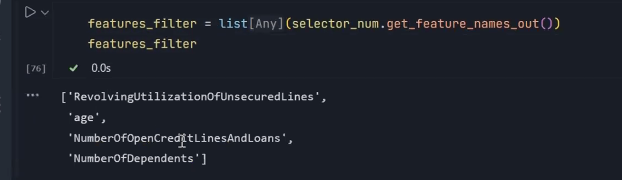 features_filter = list[Any](selector_num.get_feature_names_out())
features_filter
[76] ✓ 0.0s
... ['RevolvingUtilizationOfUnsecuredLines',
'age',
'NumberOfOpenCreditLinesAndLoans',
'NumberOfDependents']